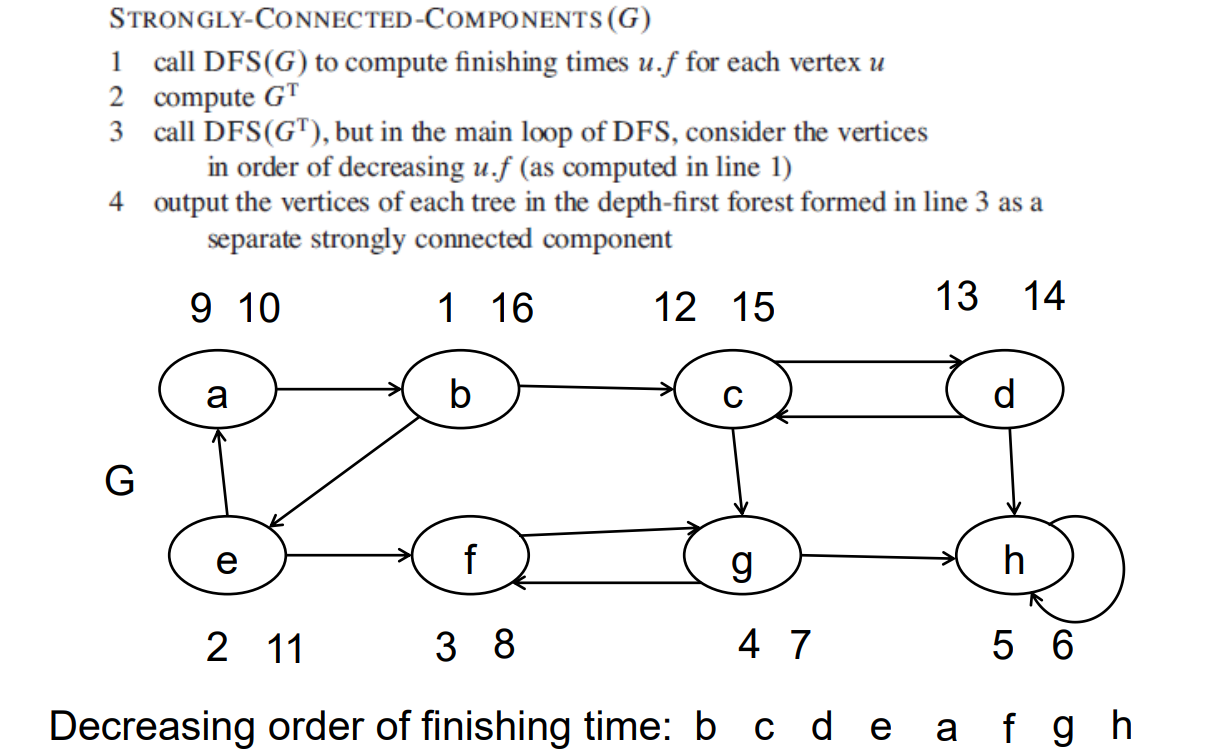 STRONGLY-CONNECTED-COMPONENTS(G)
1 call DFS(G) to compute finishing times u.f for each vertex u
2 compute Gᵀ
3 call DFS(Gᵀ), but in the main loop of DFS, consider the vertices
in order of decreasing u.f (as computed in line 1)
4 output the vertices of each tree in the depth-first forest formed in line 3 as a
separate strongly connected component
9 10 1 16 12 15 13 14
a b c d
G
e f g h
2 11 3 8 4 7 5 6
Decreasing order of finishing time: b c d e a f g h